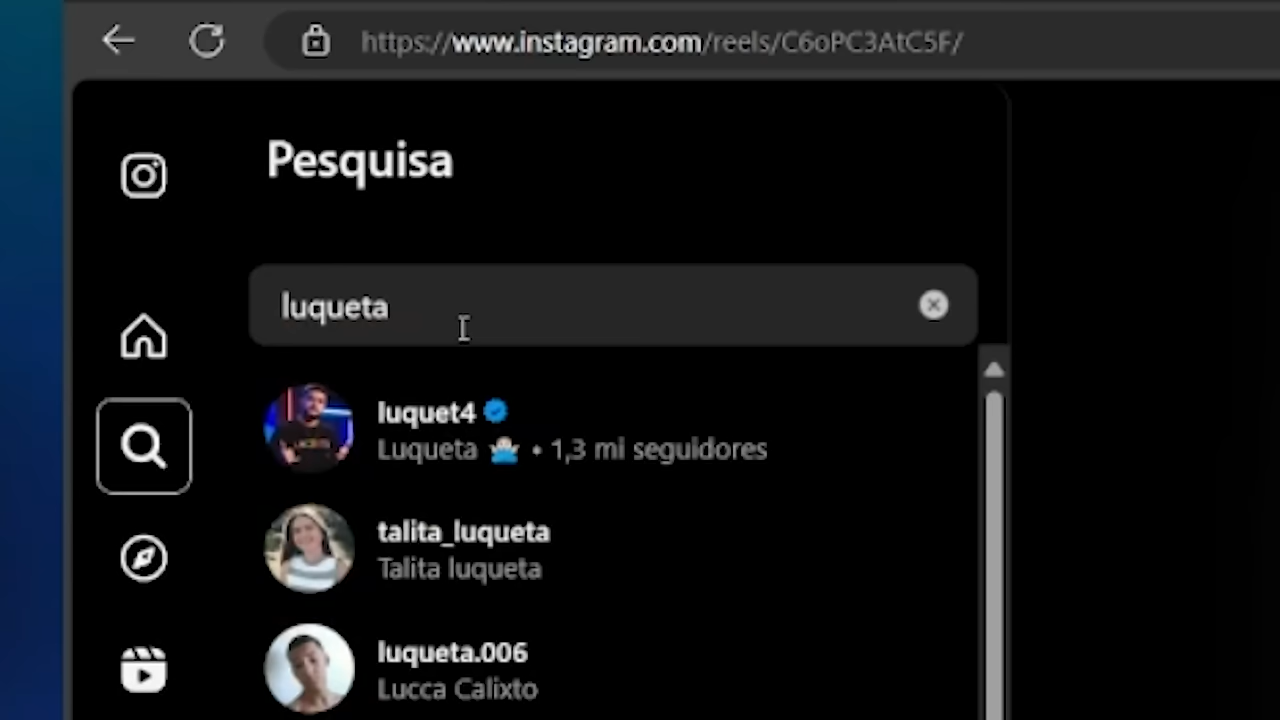 https://www.instagram.com/reels/C6oPC3AtC5F/
Pesquisa
luqueta
luquet4
Luqueta 🤷🏻‍♂️ • 1,3 mi seguidores
talita_luqueta
Talita luqueta
luqueta.006
Lucca Calixto